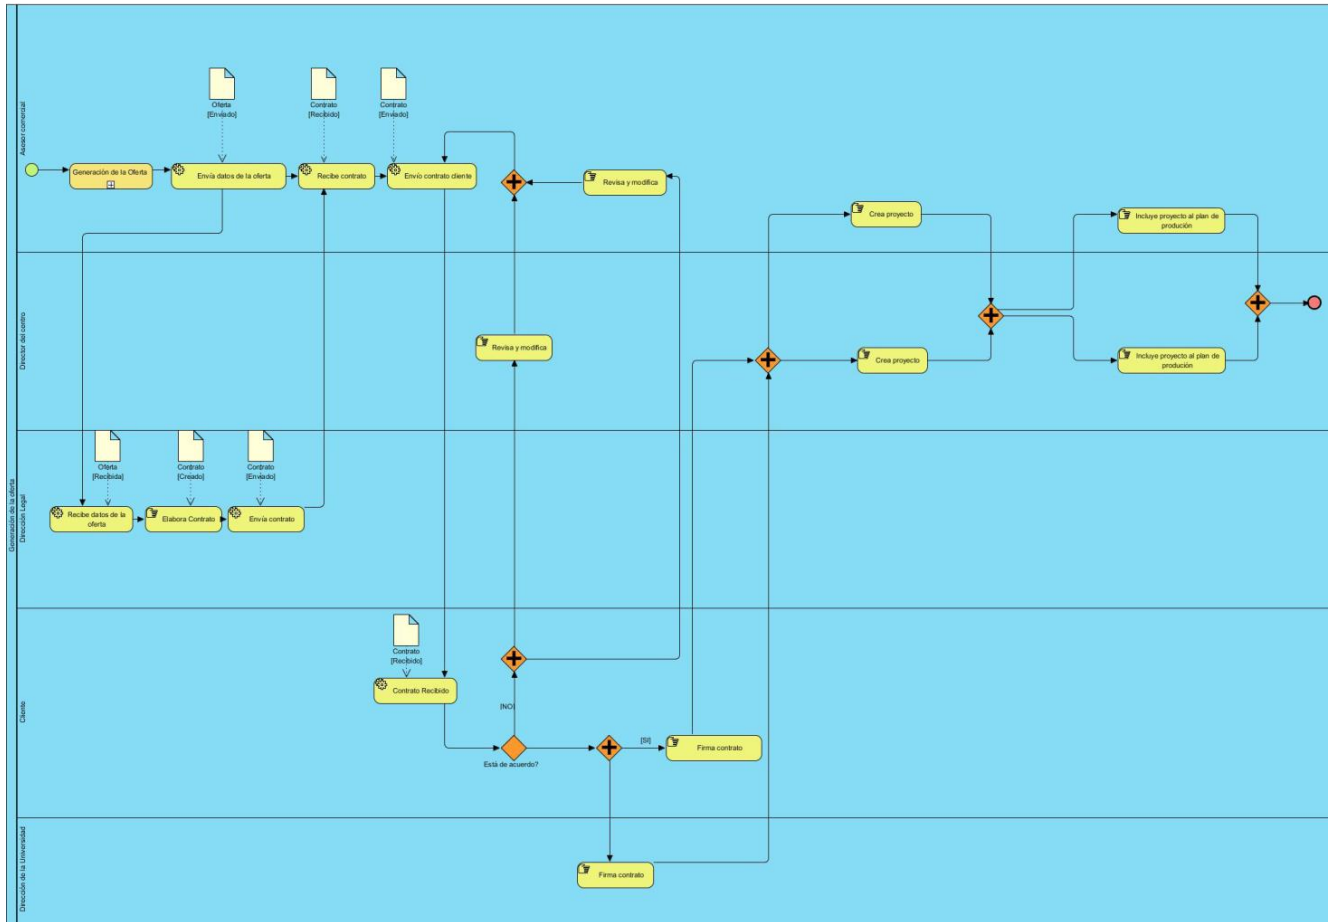 Generación de la oferta
Asesor comercial
Oferta
[Enviado]
Contrato
[Recibido]
Contrato
[Enviado]
Generación de la Oferta
Envía datos de la oferta
Recibe contrato
Envío contrato cliente
Revisa y modifica
Crea proyecto
Incluye proyecto al plan de
produción
Director del contro
Revisa y modifica
Crea proyecto
Incluye proyecto al plan de
produción
Dirección Legal
Oferta
[Recibida]
Contrato
[Creado]
Contrato
[Enviado]
Recibe datos de la
oferta
Elabora Contrato
Envía contrato
Cliente
Contrato
[Recibido]
Contrato Recibido
[NO]
Está de acuerdo?
[SI]
Firma contrato
Dirección de la Universidad
Firma contrato